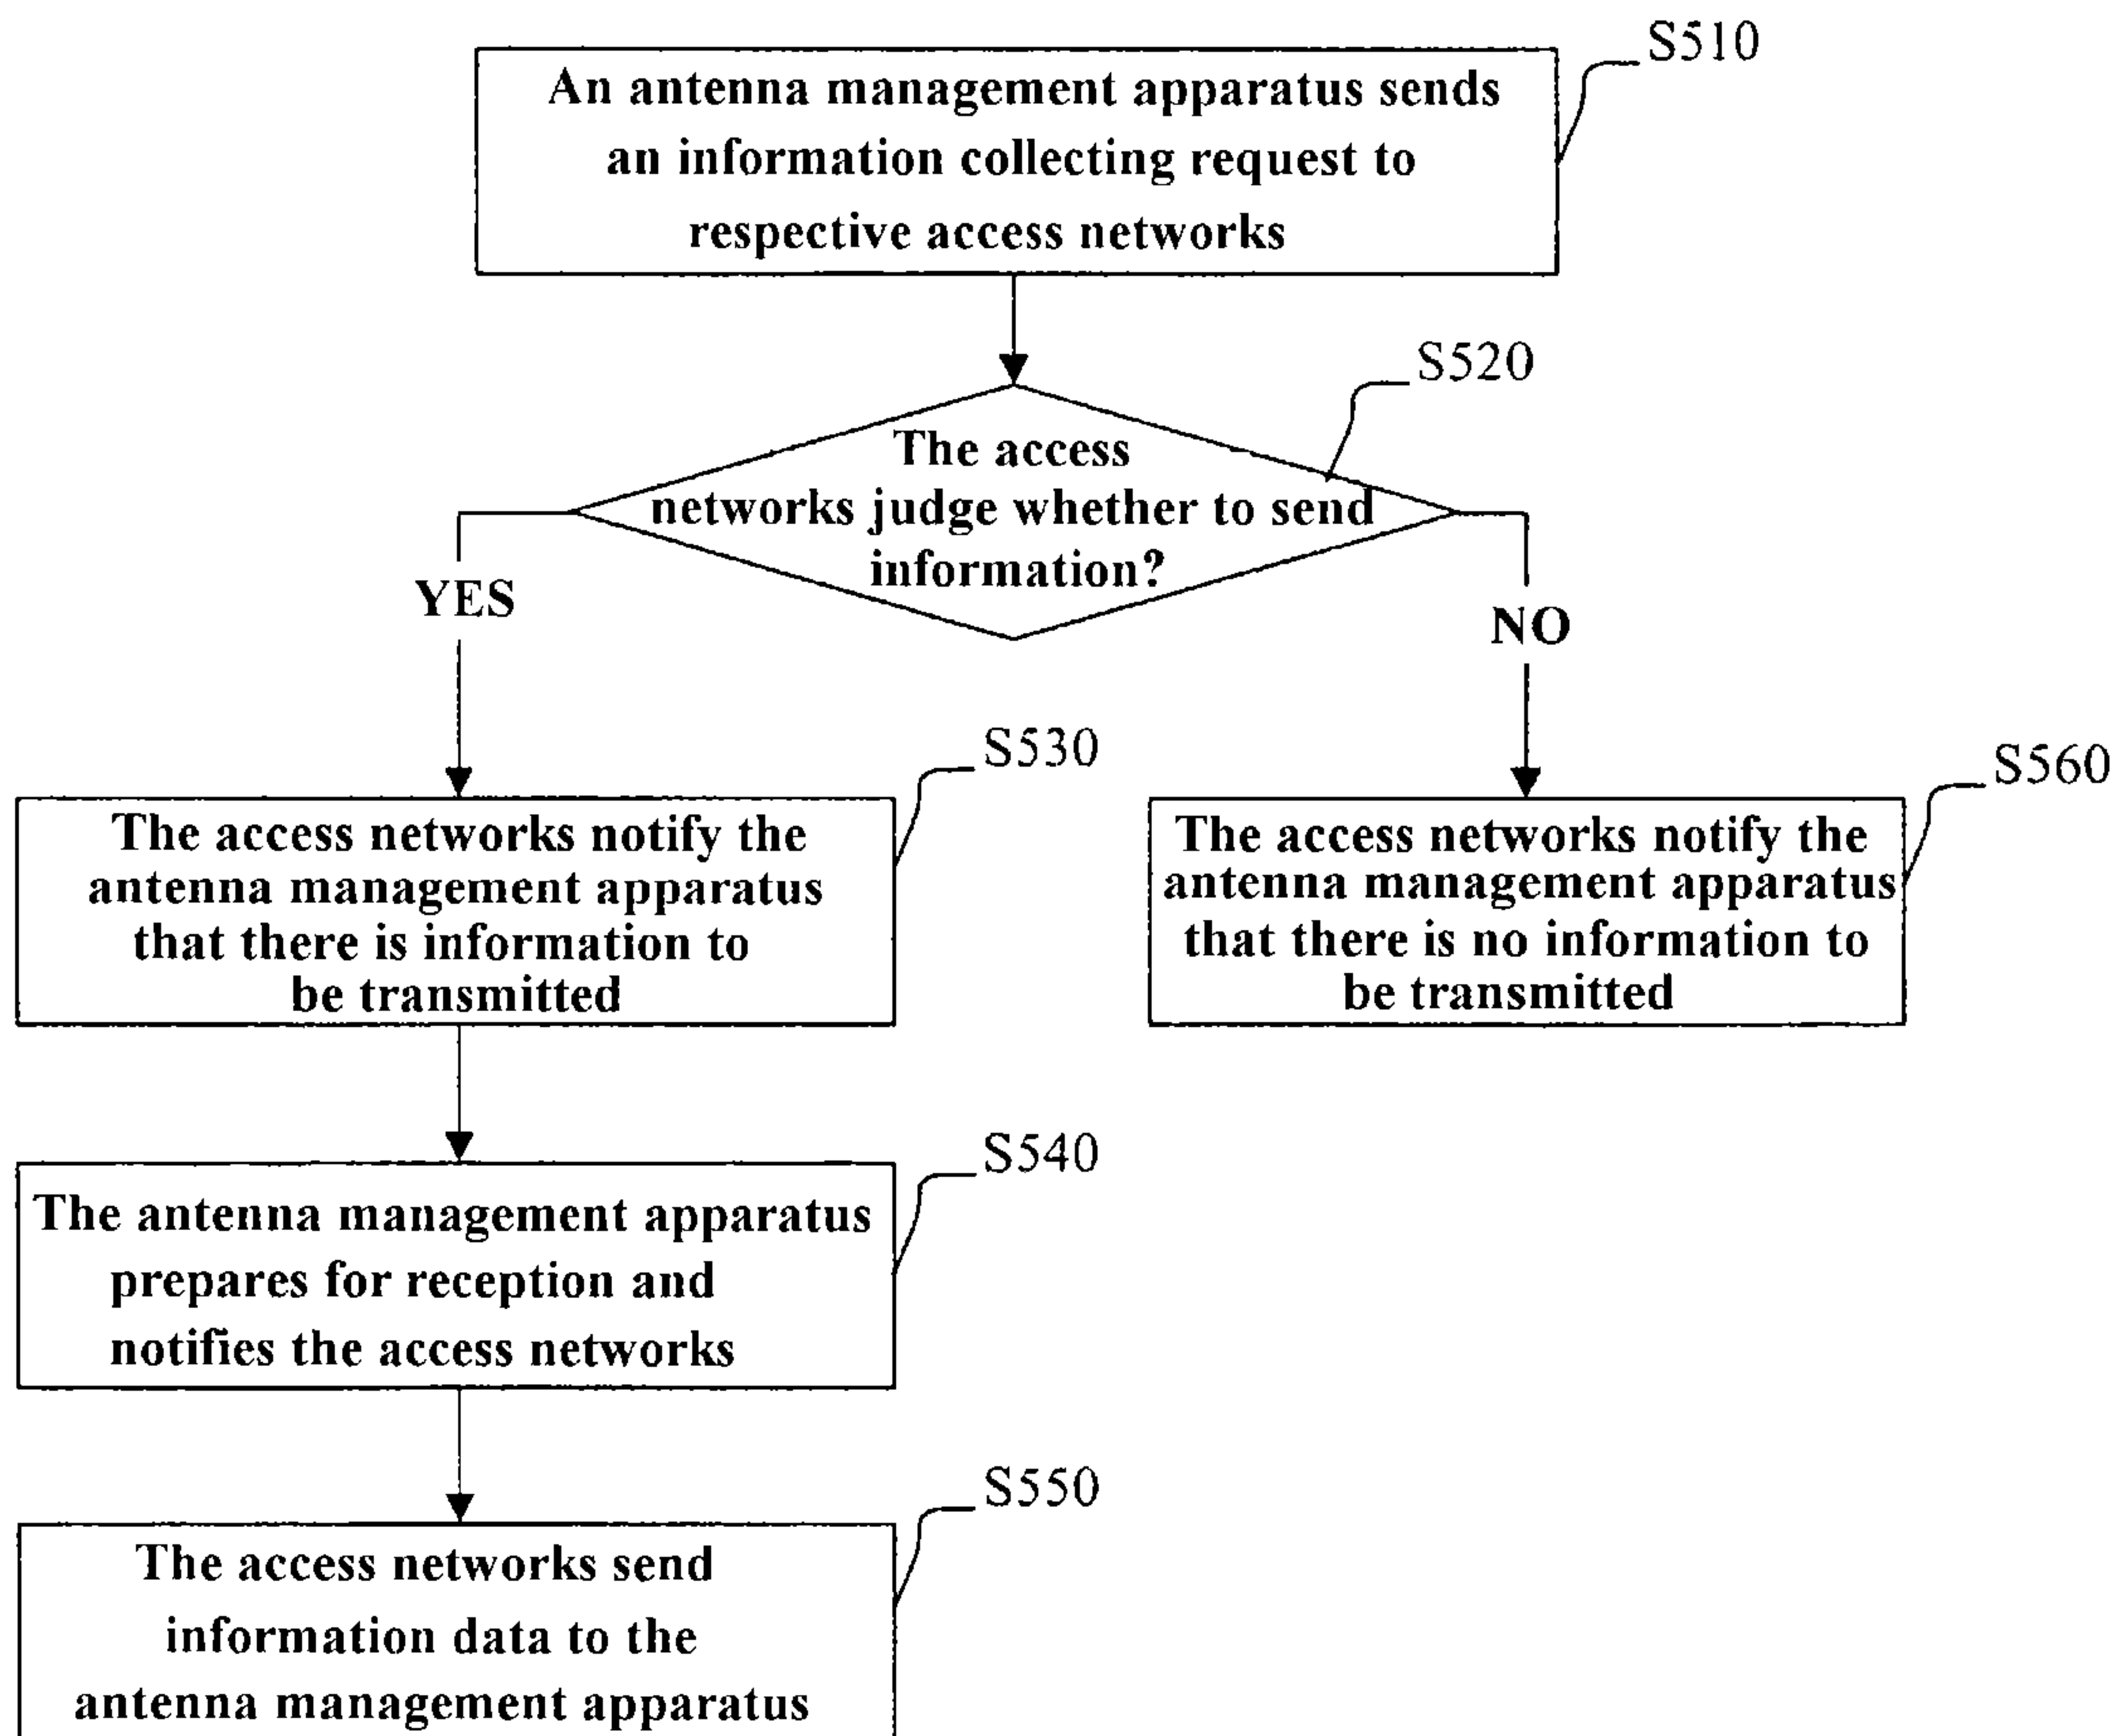 S510
An antenna management apparatus sends
an information collecting request to
respective access networks
S520
The access
networks judge whether to send
information?
YES
NO
S530
The access networks notify the
antenna management apparatus
that there is information to
be transmitted
S560
The access networks notify the
antenna management apparatus
that there is no information to
be transmitted
S540
The antenna management apparatus
prepares for reception and
notifies the access networks
S550
The access networks send
information data to the
antenna management apparatus